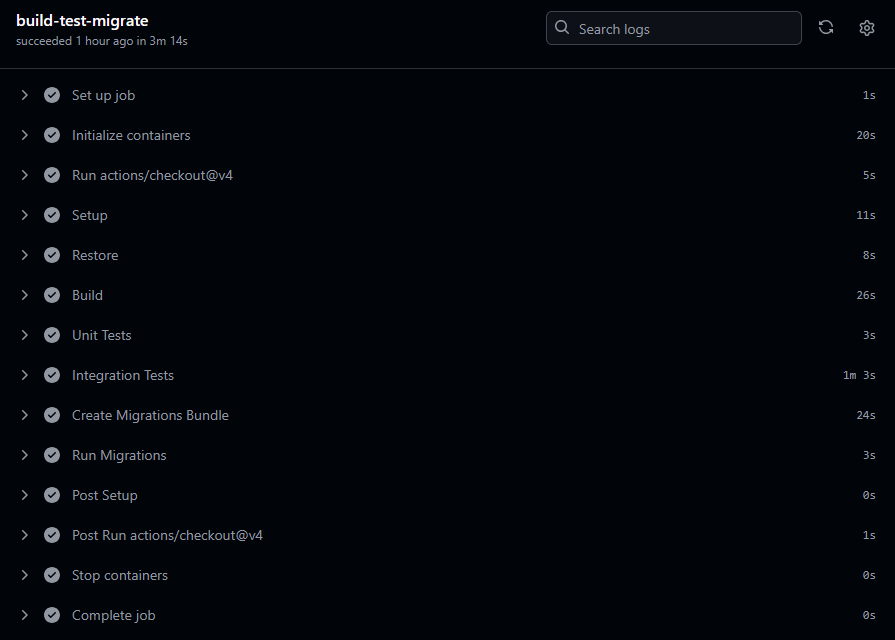 build-test-migrate
succeeded 1 hour ago in 3m 14s
Search logs
Set up job 1s
Initialize containers 20s
Run actions/checkout@v4 5s
Setup 11s
Restore 8s
Build 26s
Unit Tests 3s
Integration Tests 1m 3s
Create Migrations Bundle 24s
Run Migrations 3s
Post Setup 0s
Post Run actions/checkout@v4 1s
Stop containers 0s
Complete job 0s